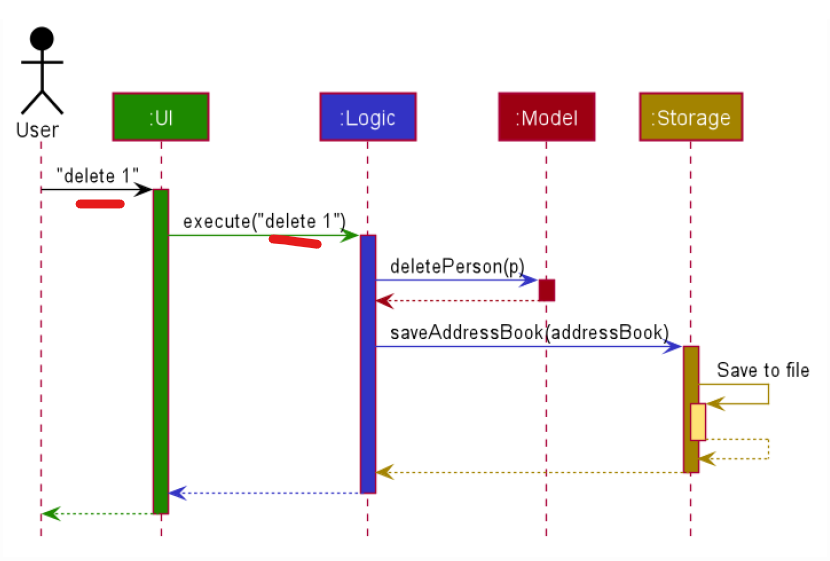 User
:UI
:Logic
:Model
:Storage
"delete 1"
execute("delete 1")
deletePerson(p)
saveAddressBook(addressBook)
Save to file